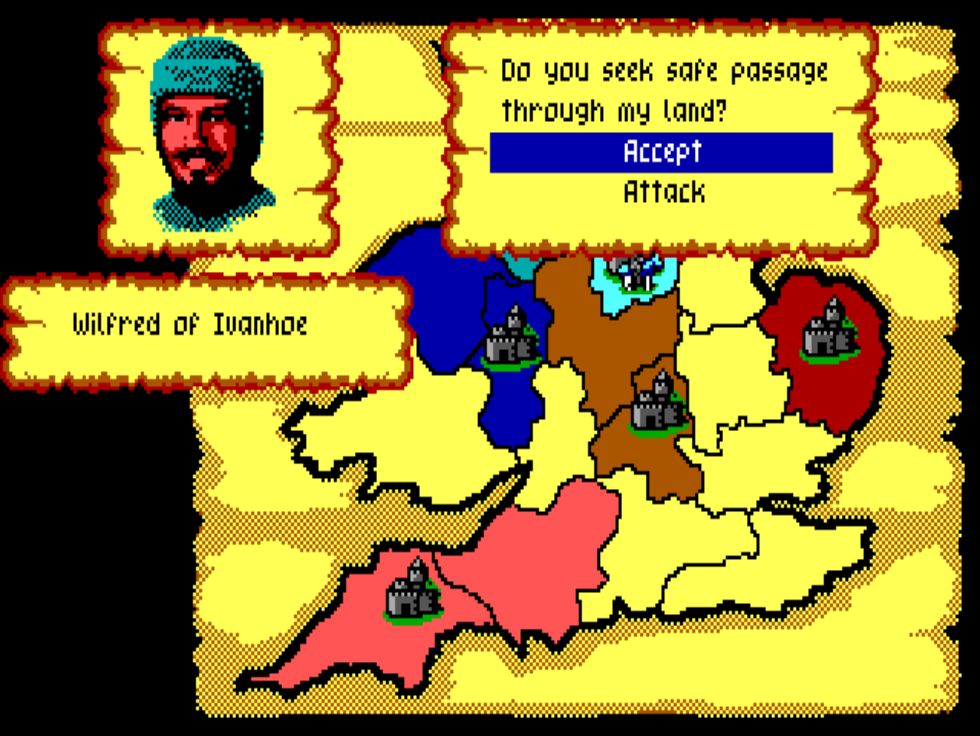 Do you seek safe passage
through my land?
Accept
Attack
Wilfred of Ivanhoe